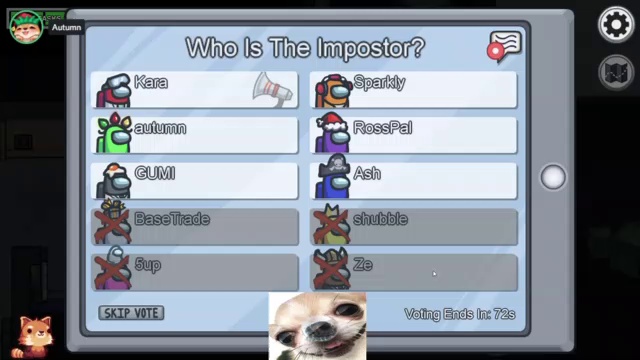 Autumn
Who Is The Impostor?
Kara
Sparkly
autumn
RossPal
GUMI
Ash
BaseTrade
shubble
5up
Ze
SKIP VOTE
Voting Ends In: 72s